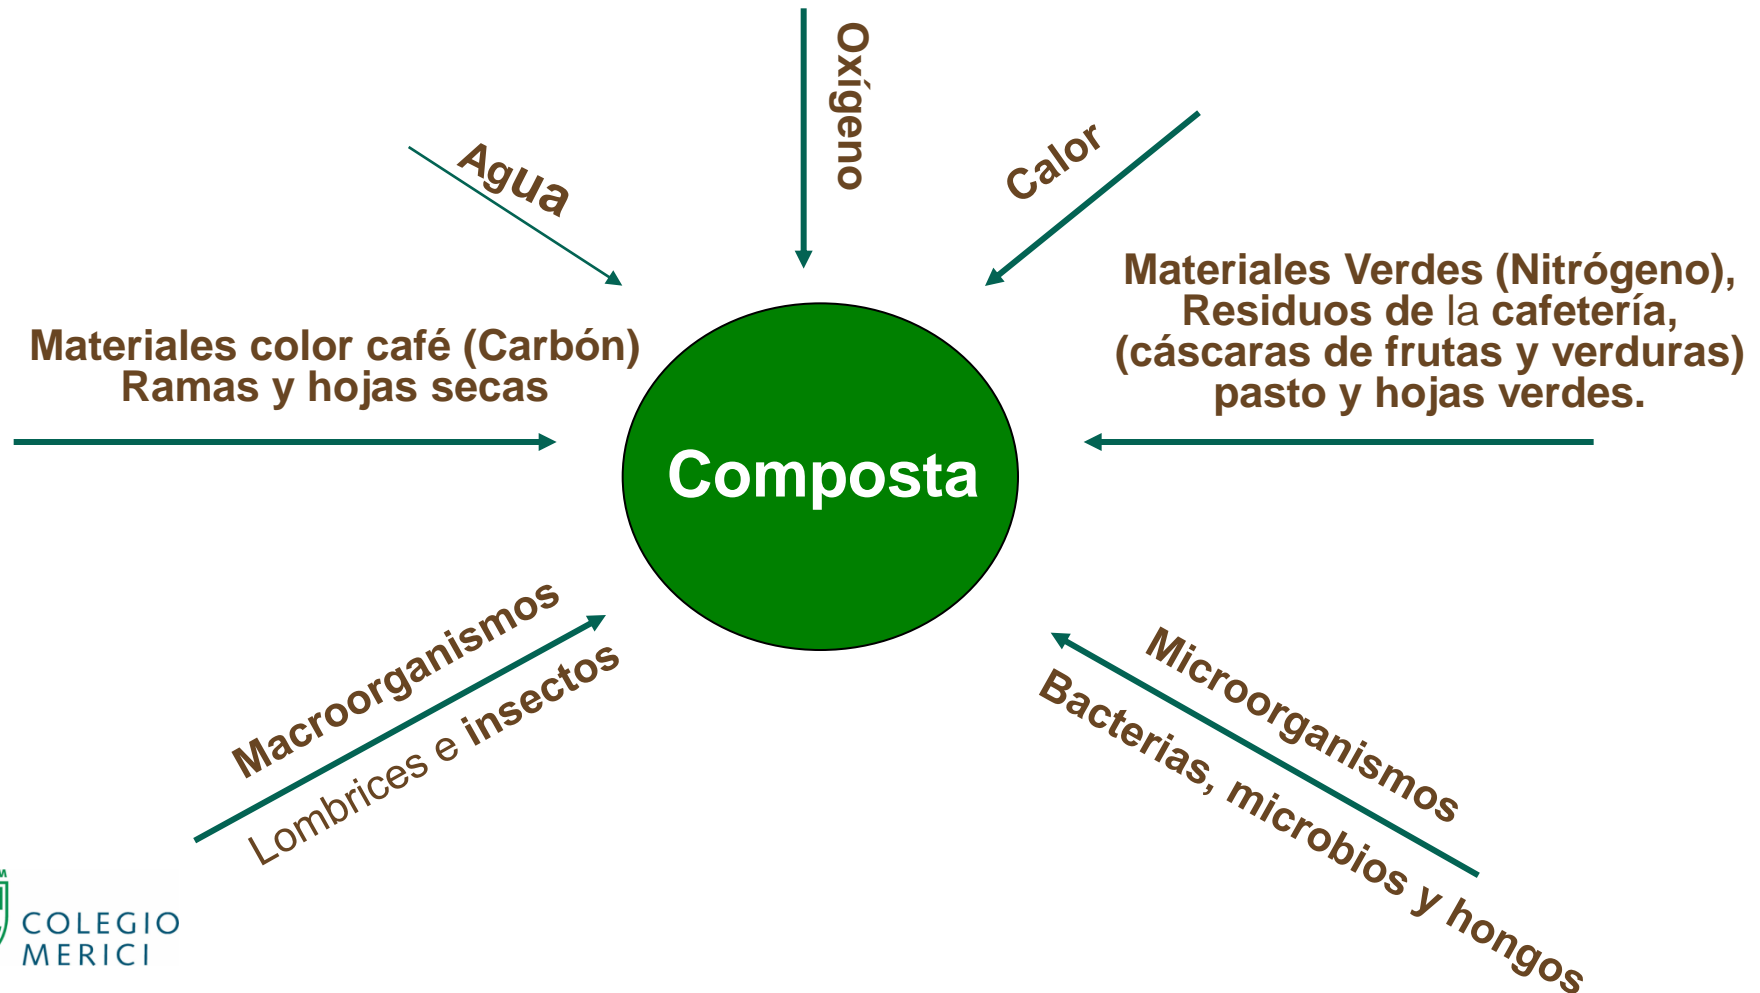 Oxígeno
Agua
Calor
Materiales Verdes (Nitrógeno),
Residuos de la cafetería,
(cáscaras de frutas y verduras)
pasto y hojas verdes.
Materiales color café (Carbón)
Ramas y hojas secas
Composta
Macroorganismos
Lombrices e insectos
Microorganismos
Bacterias, microbios y hongos
COLEGIO
MERICI